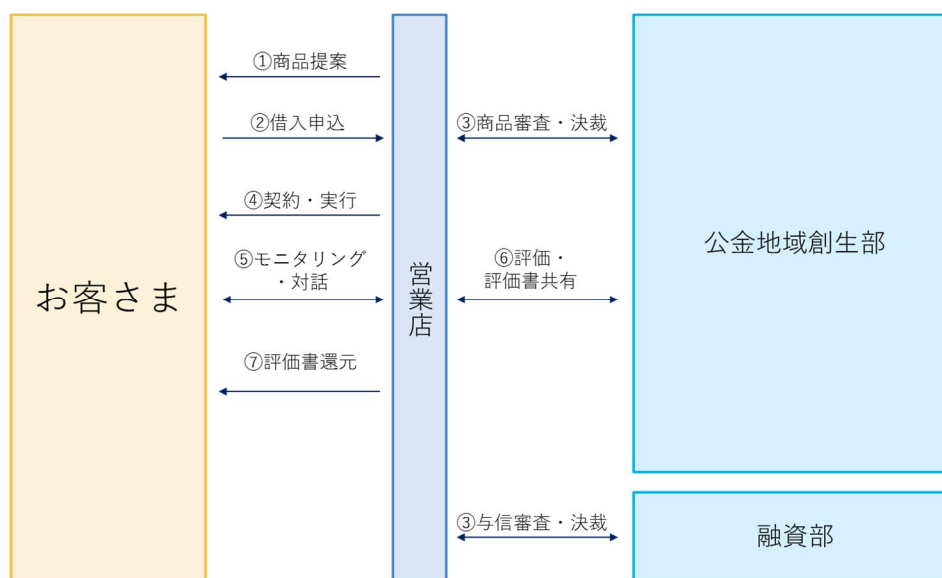 ①商品提案
②借入申込
③商品審査・決裁
④契約・実行
⑤モニタリング
・対話
⑥評価・
評価書共有
⑦評価書還元
③与信審査・決裁
お客さま
営業店
公金地域創生部
融資部